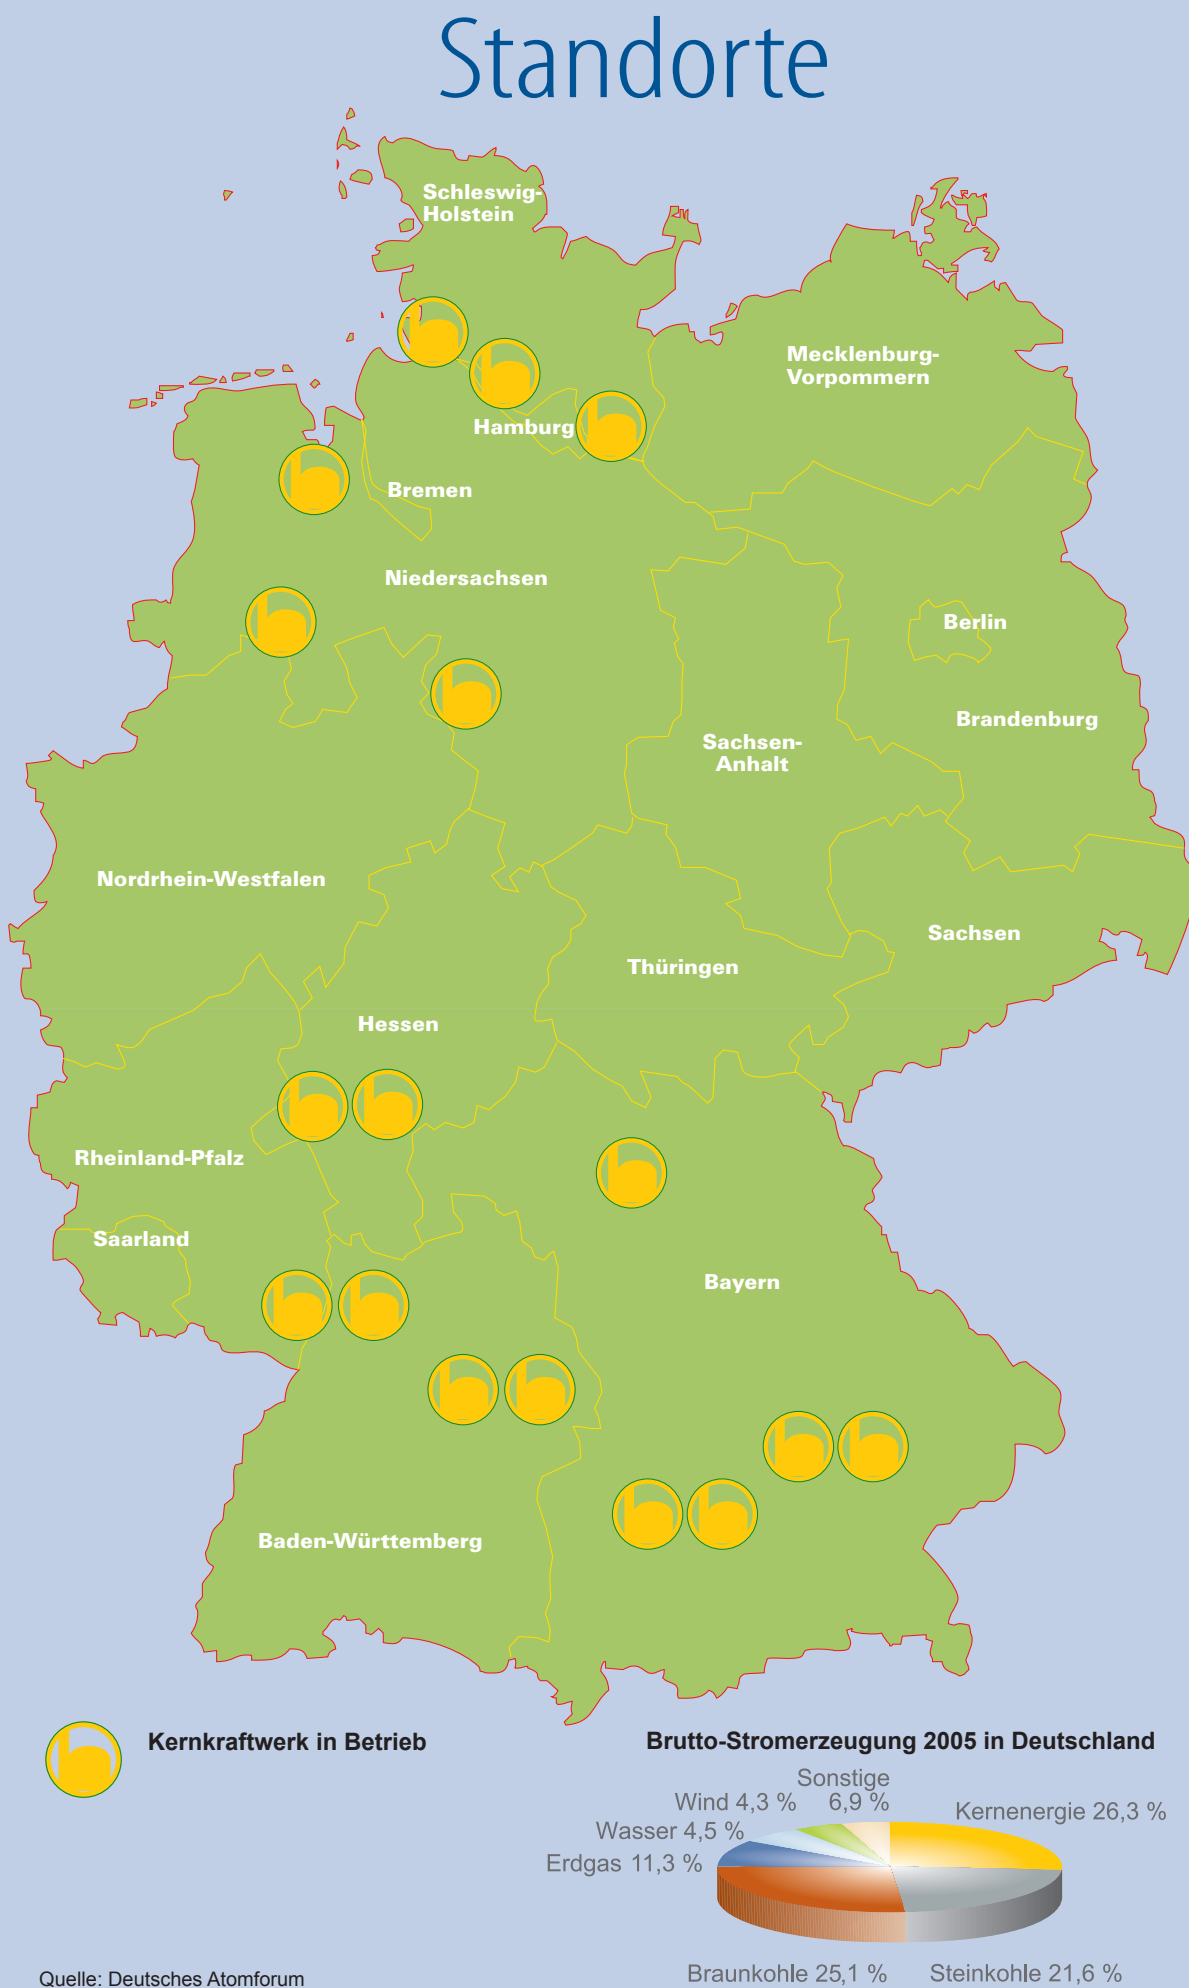 Standorte
Schleswig-
Holstein
Mecklenburg-
Vorpommern
Hamburg
Bremen
Niedersachsen
Berlin
Brandenburg
Sachsen-
Anhalt
Nordrhein-Westfalen
Sachsen
Thüringen
Hessen
Rheinland-Pfalz
Saarland
Bayern
Baden-Württemberg
Kernkraftwerk in Betrieb
Brutto-Stromerzeugung 2005 in Deutschland
Sonstige
6,9 %
Wind 4,3 %
Kernenergie 26,3 %
Wasser 4,5 %
Erdgas 11,3 %
Braunkohle 25,1 %
Steinkohle 21,6 %
Quelle: Deutsches Atomforum